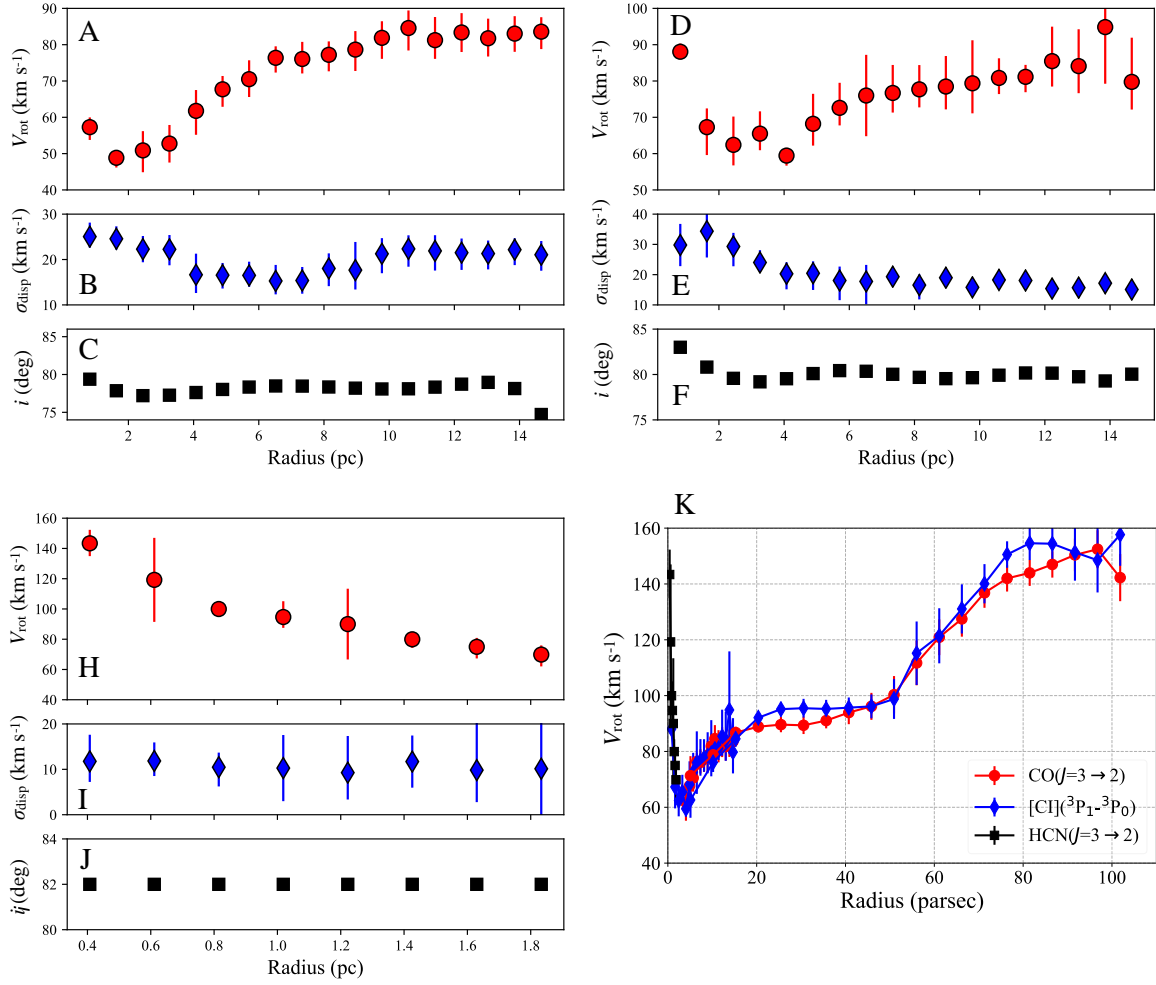 A
V_rot (km s⁻¹)
90
80
70
60
50
40
B
σ_disp (km s⁻¹)
30
20
10
C
i (deg)
85
80
75
2 4 6 8 10 12 14
Radius (pc)
D
V_rot (km s⁻¹)
100
90
80
70
60
50
E
σ_disp (km s⁻¹)
40
30
20
10
F
i (deg)
85
80
75
2 4 6 8 10 12 14
Radius (pc)
H
V_rot (km s⁻¹)
160
140
120
100
80
60
40
I
σ_disp (km s⁻¹)
20
10
0
J
ij (deg)
84
82
80
0.4 0.6 0.8 1.0 1.2 1.4 1.6 1.8
Radius (pc)
K
V_rot (km s⁻¹)
160
140
120
100
80
60
40
CO(J=3→2)
[CI](³P₁-³P₀)
HCN(J=3→2)
0 20 40 60 80 100
Radius (parsec)